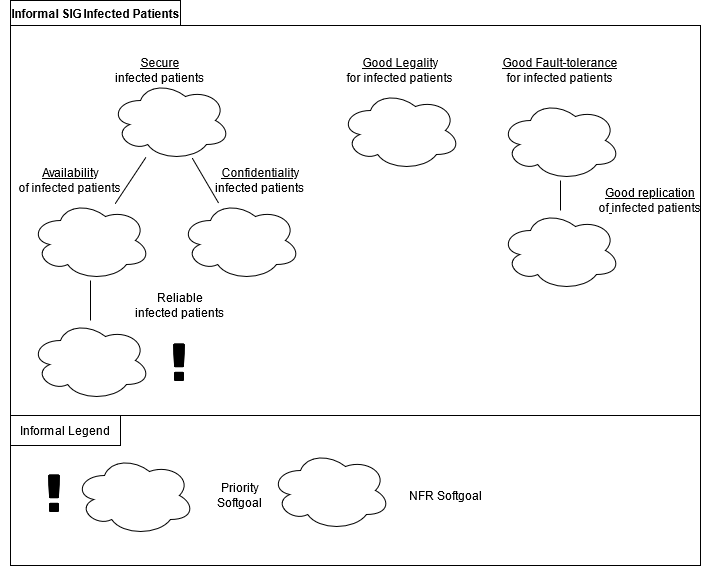 Informal SIG Infected Patients
Secure
infected patients
Good Legality
for infected patients
Good Fault-tolerance
for infected patients
Availability
of infected patients
Confidentiality
infected patients
Good replication
of infected patients
Reliable
infected patients
!
Informal Legend
!
Priority
Softgoal
NFR Softgoal